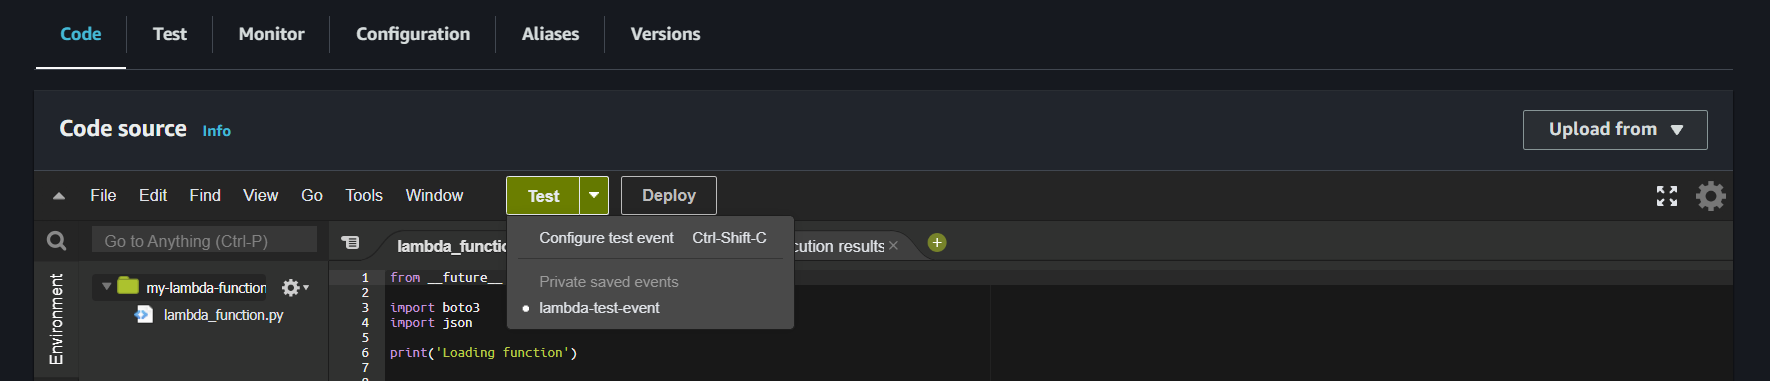 Code Test Monitor Configuration Aliases Versions
Code source Info
Upload from
File Edit Find View Go Tools Window Test Deploy
Go to Anything (Ctrl-P)
Configure test event Ctrl-Shift-C
Private saved events
lambda-test-event
lambda_functio
cution results
Environment
my-lambda-function
lambda_function.py
1 from __future__
2
3 import boto3
4 import json
5
6 print('Loading function')
7